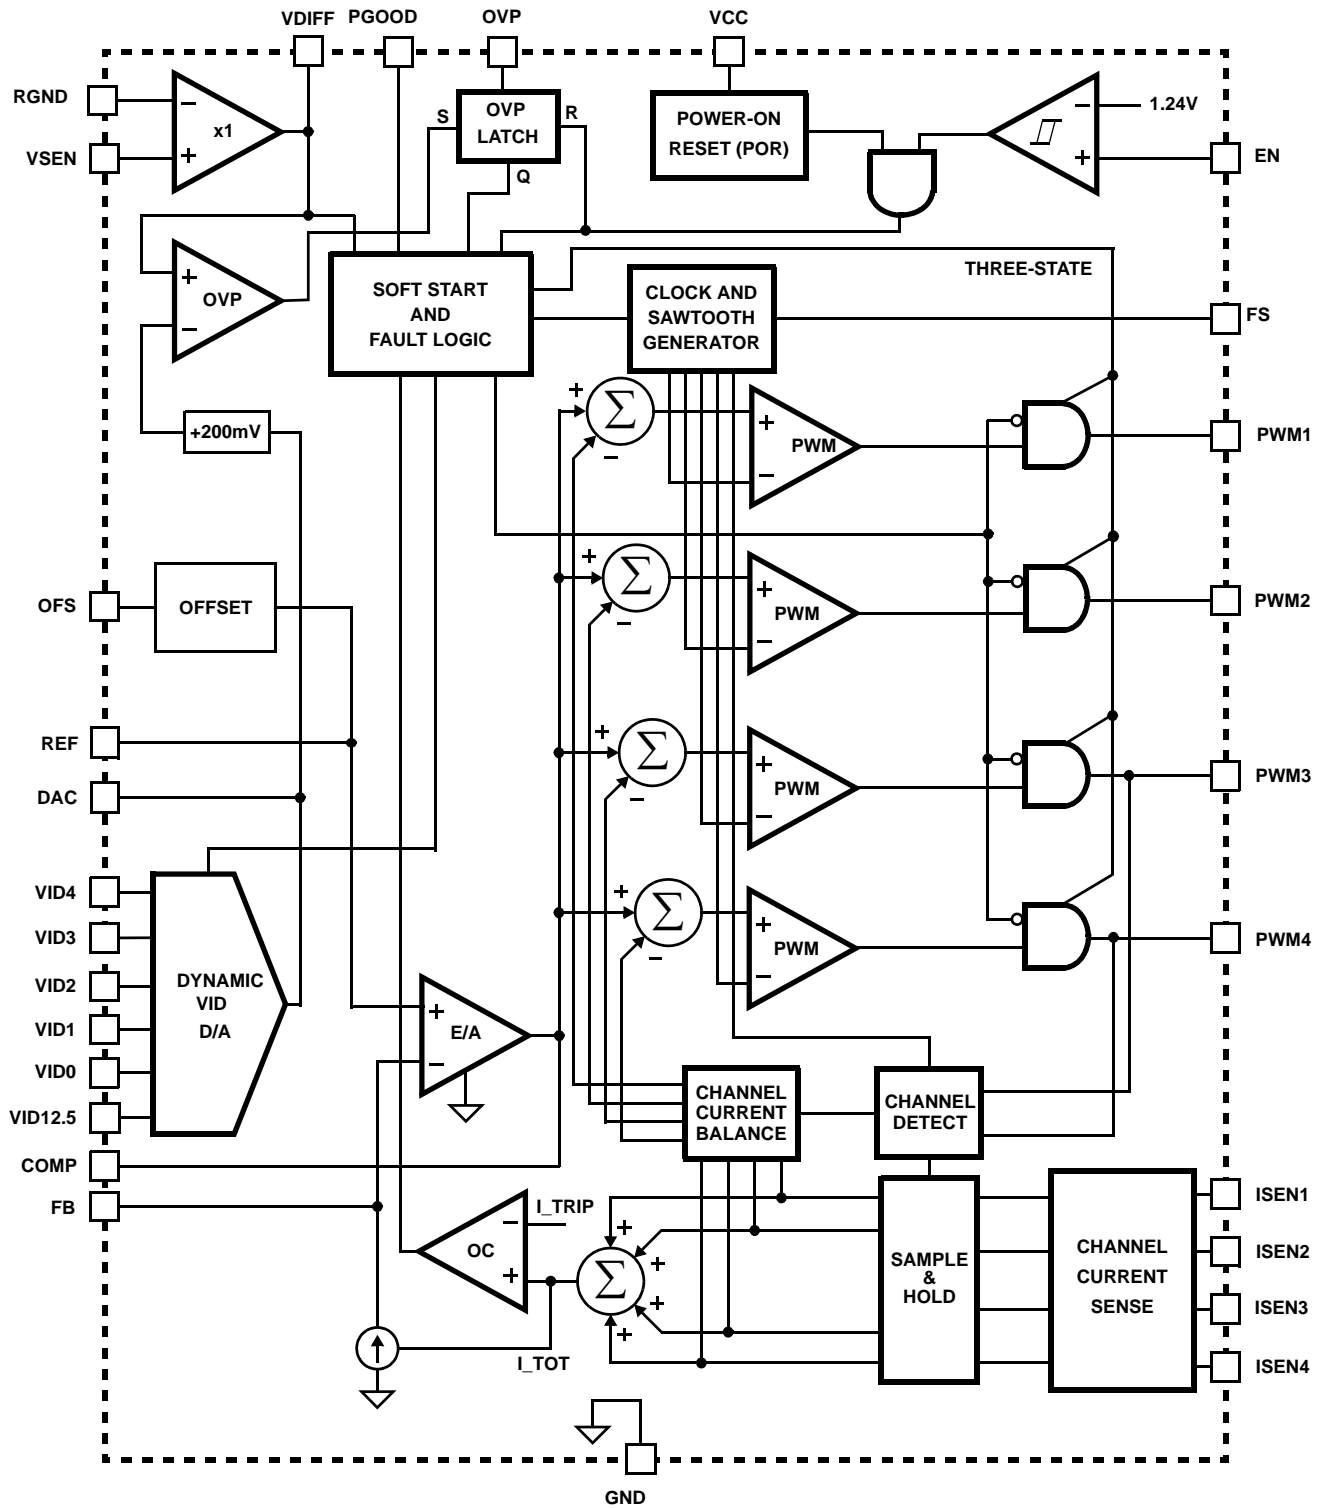 VDIFF PGOOD OVP VCC
RGND
VSEN
−
x1
+
S
OVP
LATCH
R
Q
POWER-ON
RESET (POR)
−
+
1.24V
EN
+
OVP
−
SOFT START
AND
FAULT LOGIC
CLOCK AND
SAWTOOTH
GENERATOR
THREE-STATE
FS
+200mV
+
Σ
−
+
PWM
−
PWM1
OFS
OFFSET
+
Σ
−
+
PWM
−
PWM2
REF
DAC
+
Σ
−
+
PWM
−
PWM3
VID4
VID3
VID2
VID1
VID0
VID12.5
DYNAMIC
VID
D/A
+
Σ
−
+
PWM
−
PWM4
+
E/A
−
CHANNEL
CURRENT
BALANCE
CHANNEL
DETECT
COMP
FB
− I_TRIP
OC
+
I_TOT
+
+
Σ
+
+
SAMPLE
&
HOLD
CHANNEL
CURRENT
SENSE
ISEN1
ISEN2
ISEN3
ISEN4
GND